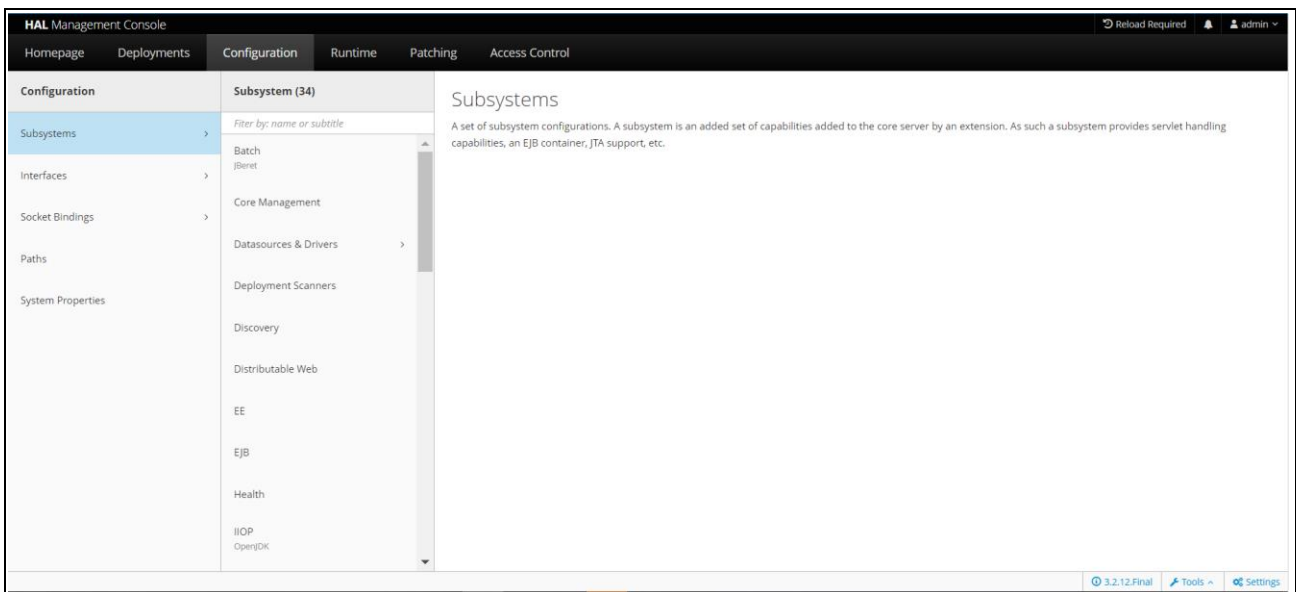 HAL Management Console
Reload Required
admin
Homepage
Deployments
Configuration
Runtime
Patching
Access Control
Configuration
Subsystems
Interfaces
Socket Bindings
Paths
System Properties
Subsystem (34)
Fiter by: name or subtitle
Batch
JBeret
Core Management
Datasources & Drivers
Deployment Scanners
Discovery
Distributable Web
EE
EJB
Health
IIOP
OpenJDK
Subsystems
A set of subsystem configurations. A subsystem is an added set of capabilities added to the core server by an extension. As such a subsystem provides servlet handling
capabilities, an EJB container, JTA support, etc.
3.2.12.Final
Tools
Settings